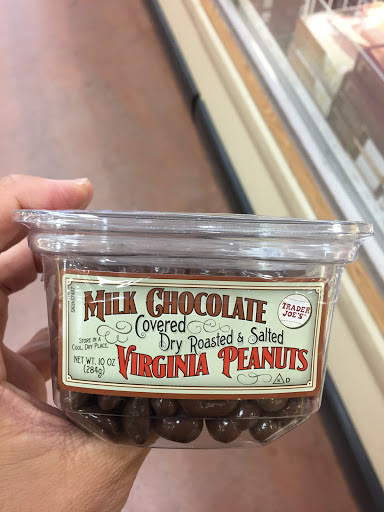 MILK CHOCOLATE
TRADER JOE'S
Covered
Dry Roasted & Salted
STORE IN A
COOL, DRY PLACE.
VIRGINIA PEANUTS
NET WT. 10 OZ
(284g)
D